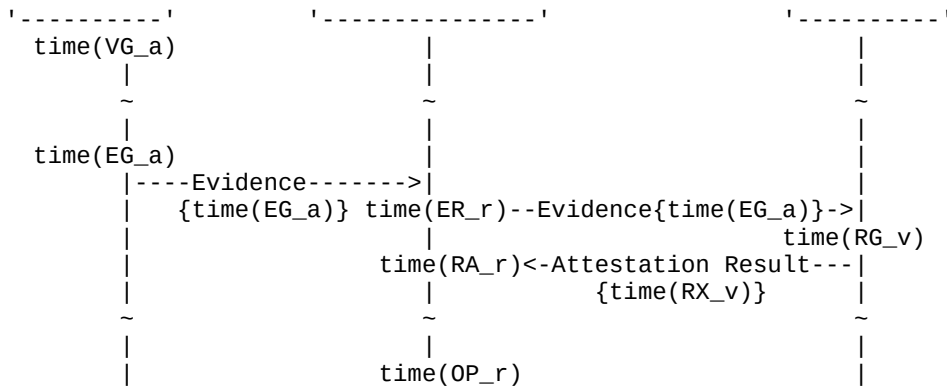 '----------' '---------------' '----------'
time(VG_a) | |
| | |
~ ~ ~
| | |
time(EG_a) | |
|----Evidence------->| |
| {time(EG_a)} time(ER_r)--Evidence{time(EG_a)}->|
| | time(RG_v)
| time(RA_r)<-Attestation Result---|
| | {time(RX_v)} |
~ ~ ~
| | |
| time(OP_r) |